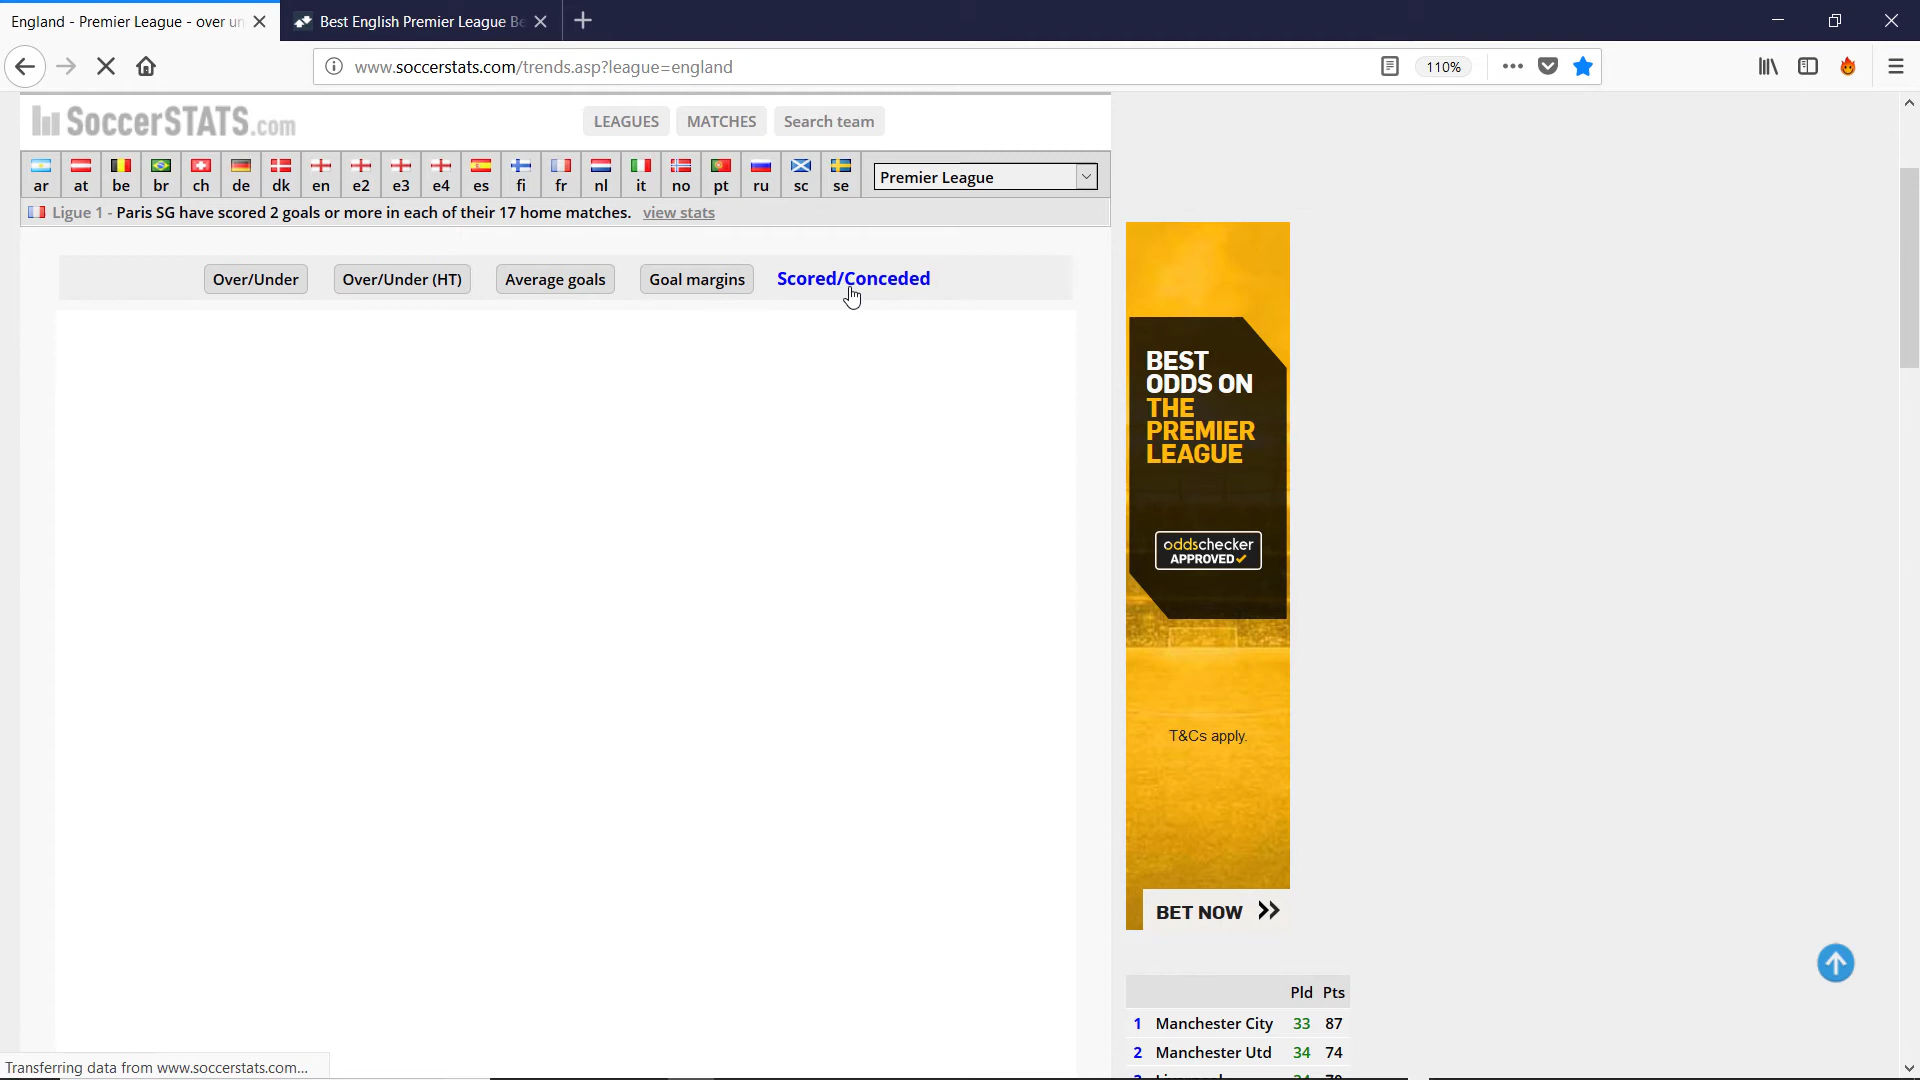 England - Premier League - over un
Best English Premier League Be
www.soccerstats.com/trends.asp?league=england
110%
SoccerSTATS.com
LEAGUES MATCHES Search team
ar at be br ch de dk en e2 e3 e4 es fi fr nl it no pt ru sc se
Premier League
Ligue 1 - Paris SG have scored 2 goals or more in each of their 17 home matches. view stats
Over/Under Over/Under (HT) Average goals Goal margins Scored/Conceded
BEST
ODDS ON
THE
PREMIER
LEAGUE
oddschecker
APPROVED
T&Cs apply.
BET NOW
Pld Pts
1 Manchester City 33 87
2 Manchester Utd 34 74
Transferring data from www.soccerstats.com...